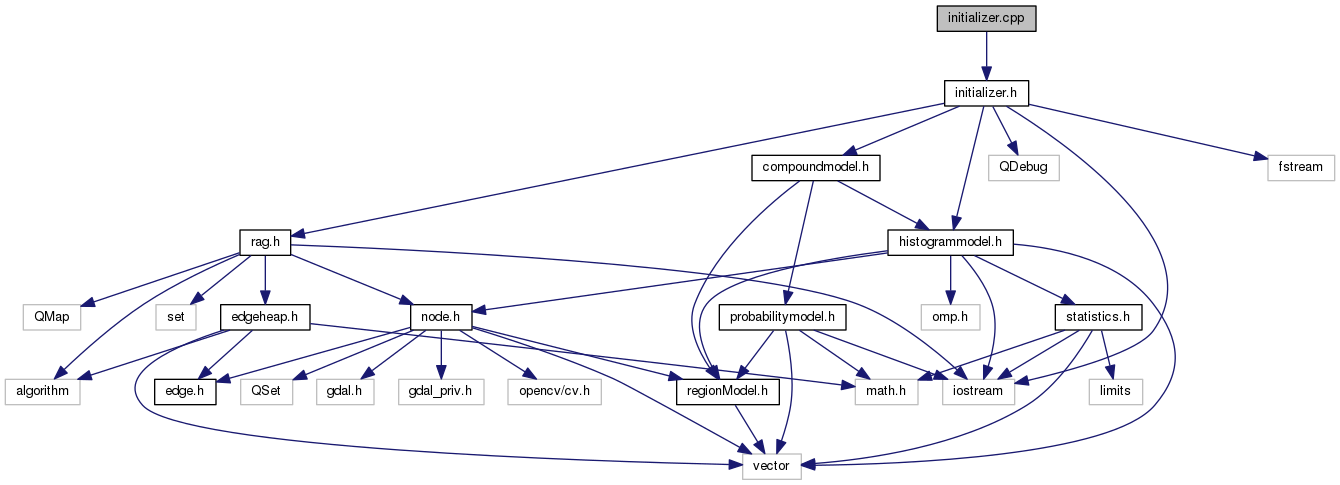 initializer.cpp
initializer.h
compoundmodel.h
QDebug
fstream
rag.h
histogrammodel.h
QMap
set
edgeheap.h
node.h
probabilitymodel.h
omp.h
statistics.h
algorithm
edge.h
QSet
gdal.h
gdal_priv.h
opencv/cv.h
regionModel.h
math.h
iostream
limits
vector